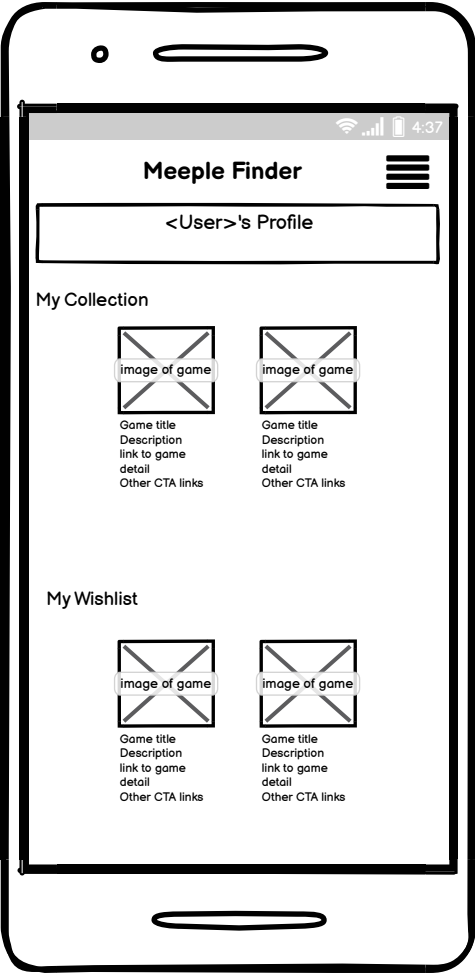 4:37
Meeple Finder
<User>'s Profile
My Collection
image of game image of game
Game title Game title
Description Description
link to game link to game
detail detail
Other CTA links Other CTA links
My Wishlist
image of game image of game
Game title Game title
Description Description
link to game link to game
detail detail
Other CTA links Other CTA links